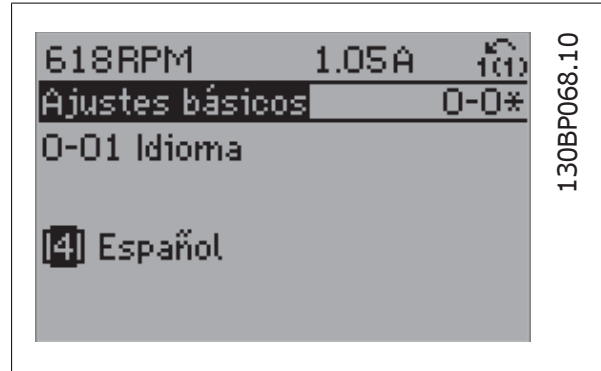 618RPM 1.05A 1(1)
Ajustes básicos 0-0*
0-01 Idioma
[4] Español
130BP068.10